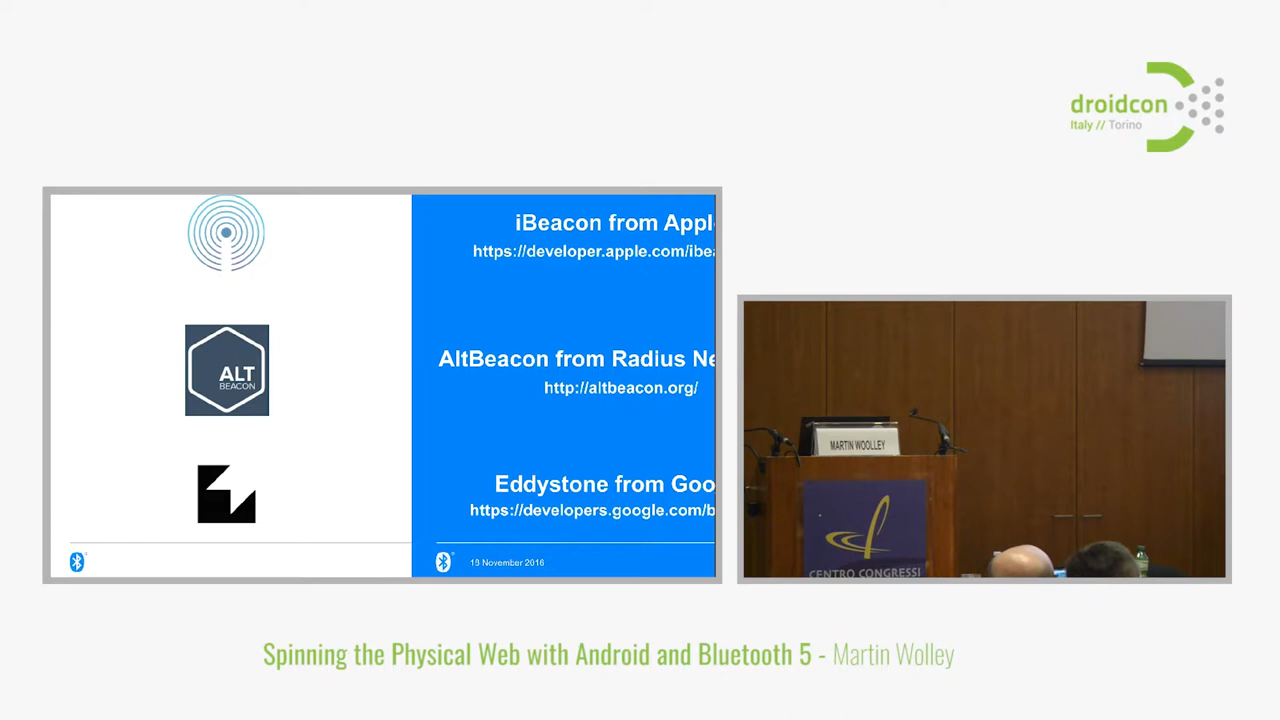 droidcon
Italy // Torino
iBeacon from Appl
https://developer.apple.com/ibea
ALT
BEACON
AltBeacon from Radius Ne
http://altbeacon.org/
Eddystone from Goo
https://developers.google.com/b
18 November 2016
MARTIN WOOLLEY
CENTRO CONGRESSI
Spinning the Physical Web with Android and Bluetooth 5 - Martin Wolley